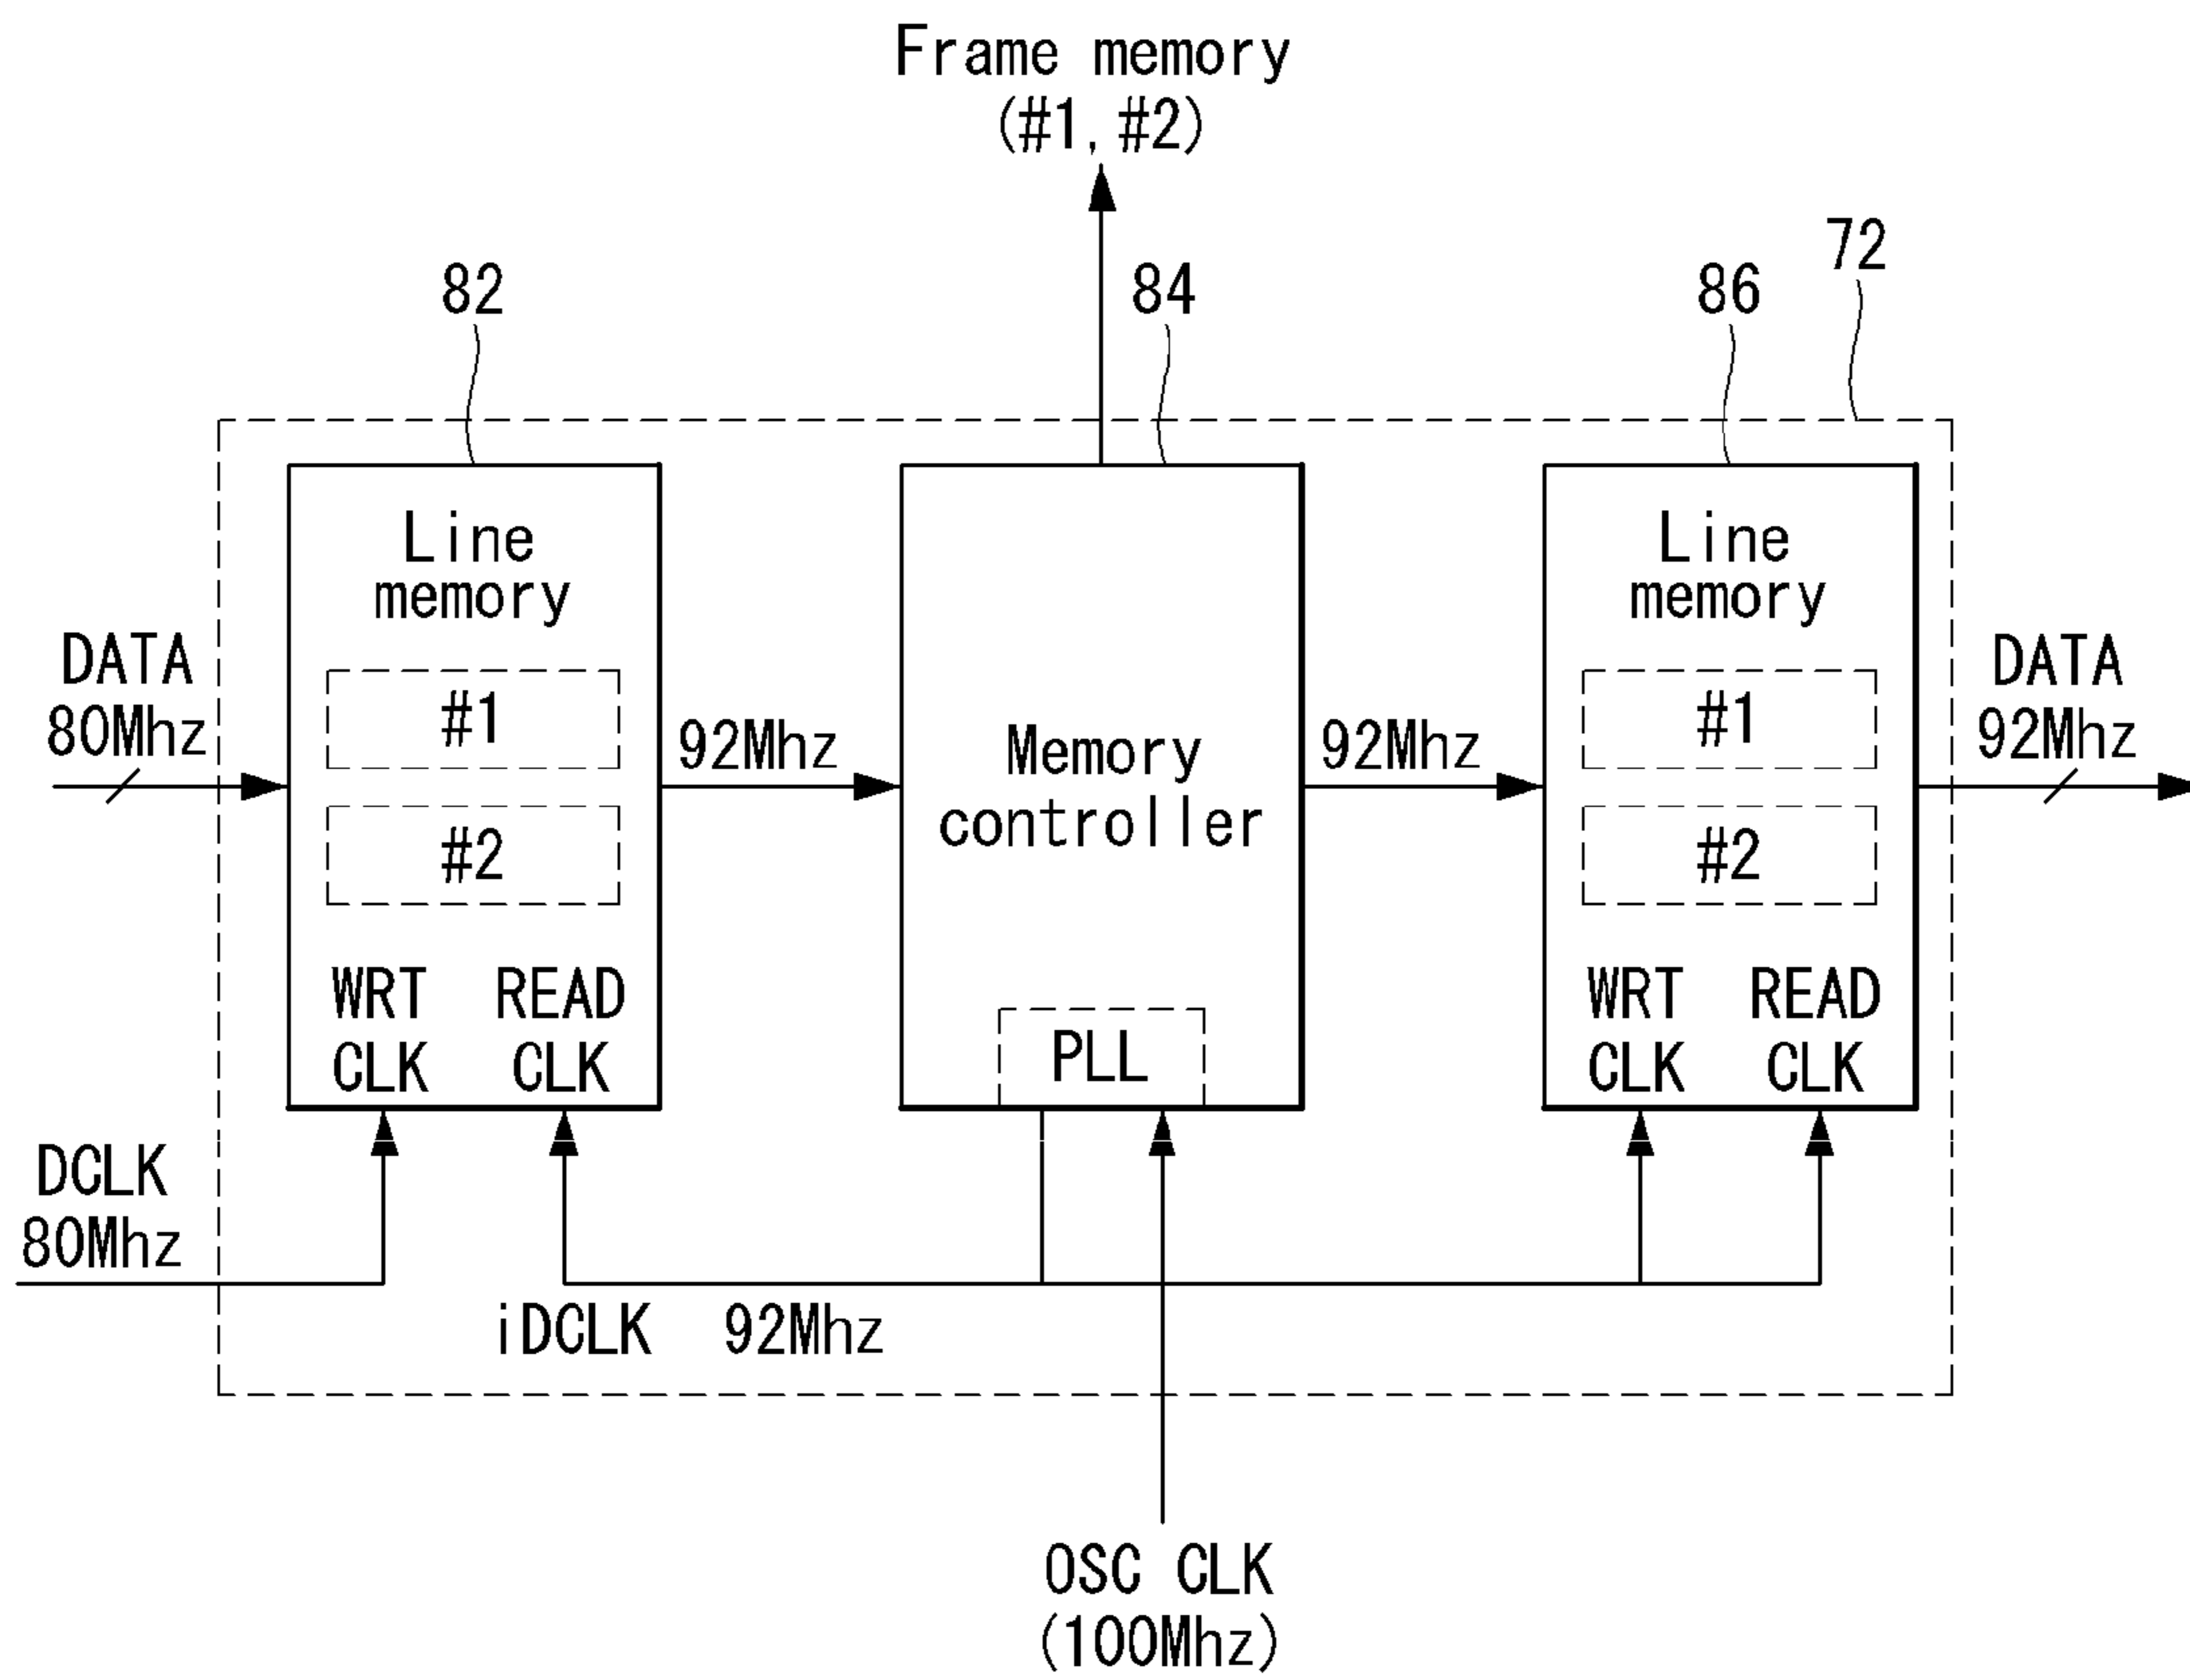 Frame memory
(#1, #2)
82
84
86
72
Line
memory
#1
#2
WRT READ
CLK CLK
Memory
controller
PLL
Line
memory
#1
#2
WRT READ
CLK CLK
DATA
80Mhz
92Mhz
92Mhz
DATA
92Mhz
DCLK
80Mhz
iDCLK 92Mhz
OSC CLK
(100Mhz)